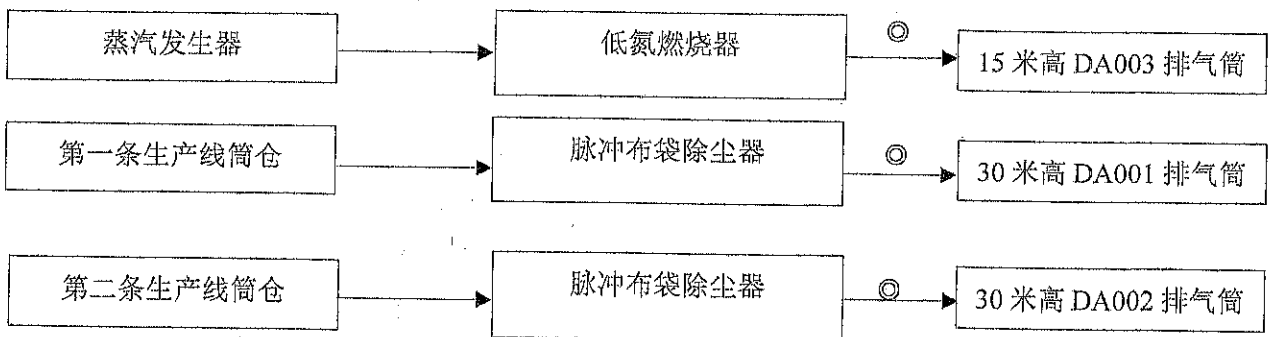 蒸汽发生器
低氮燃烧器
◎
15 米高 DA003 排气筒
第一条生产线筒仓
脉冲布袋除尘器
◎
30 米高 DA001 排气筒
第二条生产线筒仓
脉冲布袋除尘器
◎
30 米高 DA002 排气筒